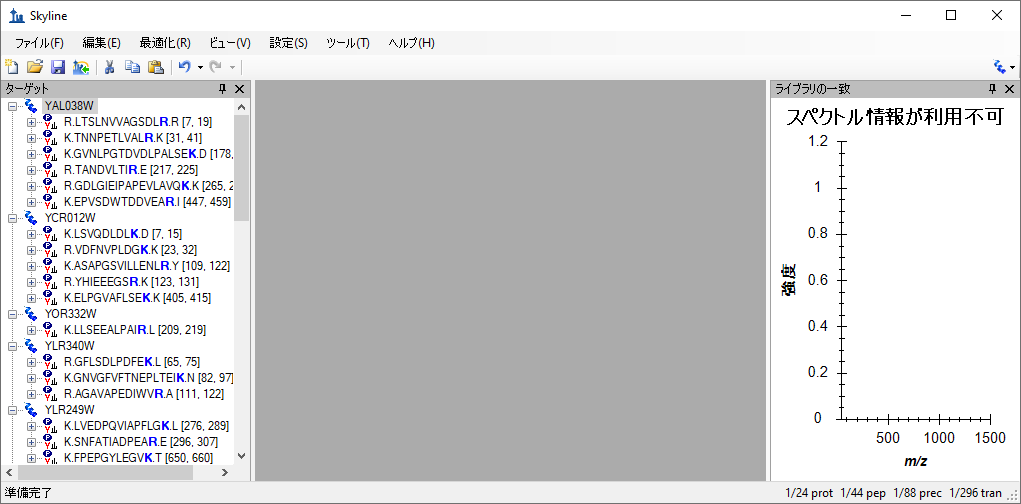 Skyline
ファイル(F) 編集(E) 最適化(R) ビュー(V) 設定(S) ツール(T) ヘルプ(H)
ターゲット
YAL038W
R.LTSLNVVAGSDLR.R [7, 19]
K.TNNPETLVALR.K [31, 41]
K.GVNLPGTDVDLPALSEK.D [178,
R.TANDVLTIR.E [217, 225]
R.GDLGIEIPAPEVLAVQK.K [265, 2
K.EPVSDWTDDVEAR.I [447, 459]
YCR012W
K.LSVQDLDLK.D [7, 15]
R.VDFNVPLDGK.K [23, 32]
K.ASAPGSVILLENLR.Y [109, 122]
R.YHIEEEGSR.K [123, 131]
K.ELPGVAFLSEK.K [405, 415]
YOR332W
K.LLSEEALPAIR.L [209, 219]
YLR340W
R.GFLSDLPDFEK.L [65, 75]
K.GNVGFVFTNEPLTEIK.N [82, 97]
R.AGAVAPEDIWVR.A [111, 122]
YLR249W
K.LVEDPQVIAPFLGK.L [276, 289]
K.SNFATIADPEAR.E [296, 307]
K.FPEPGYLEGVK.T [650, 660]
ライブラリの一致
スペクトル情報が利用不可
1.2
1
0.8
0.6
0.4
0.2
0
強度
500 1000 1500
m/z
準備完了
1/24 prot 1/44 pep 1/88 prec 1/296 tran